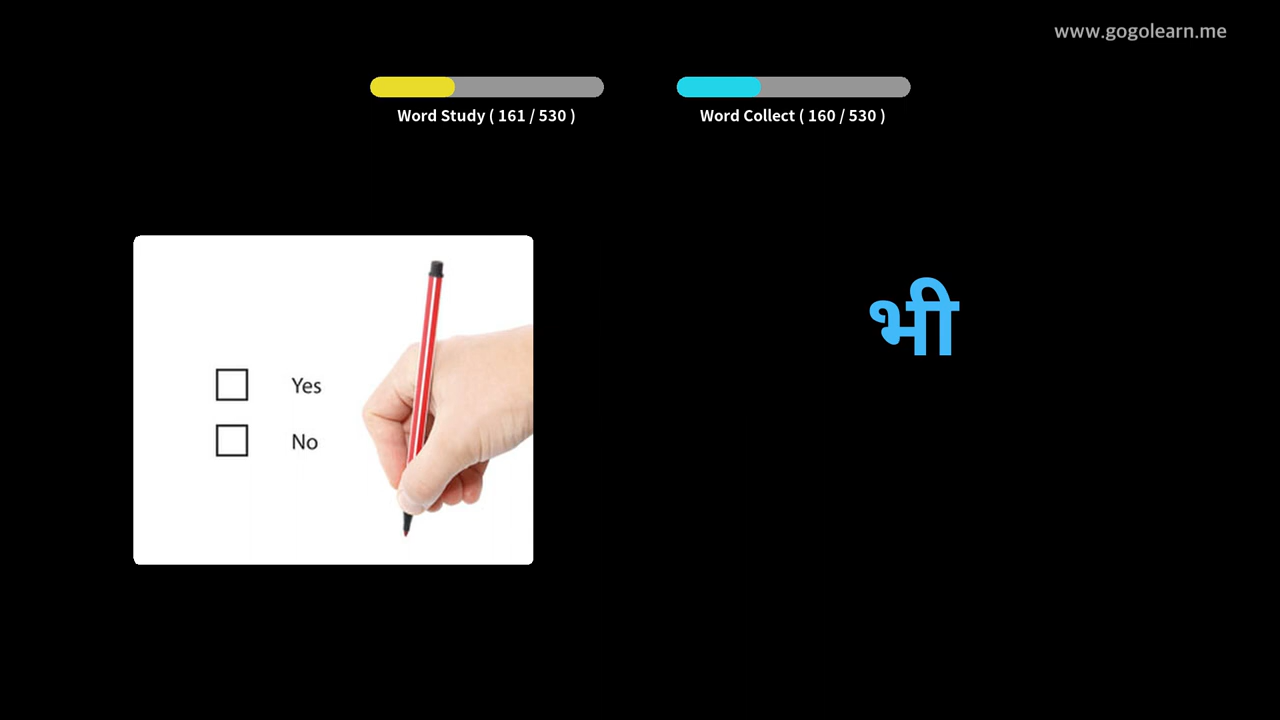 www.gogolearn.me
Word Study ( 161 / 530 )
Word Collect ( 160 / 530 )
Yes
No
भी